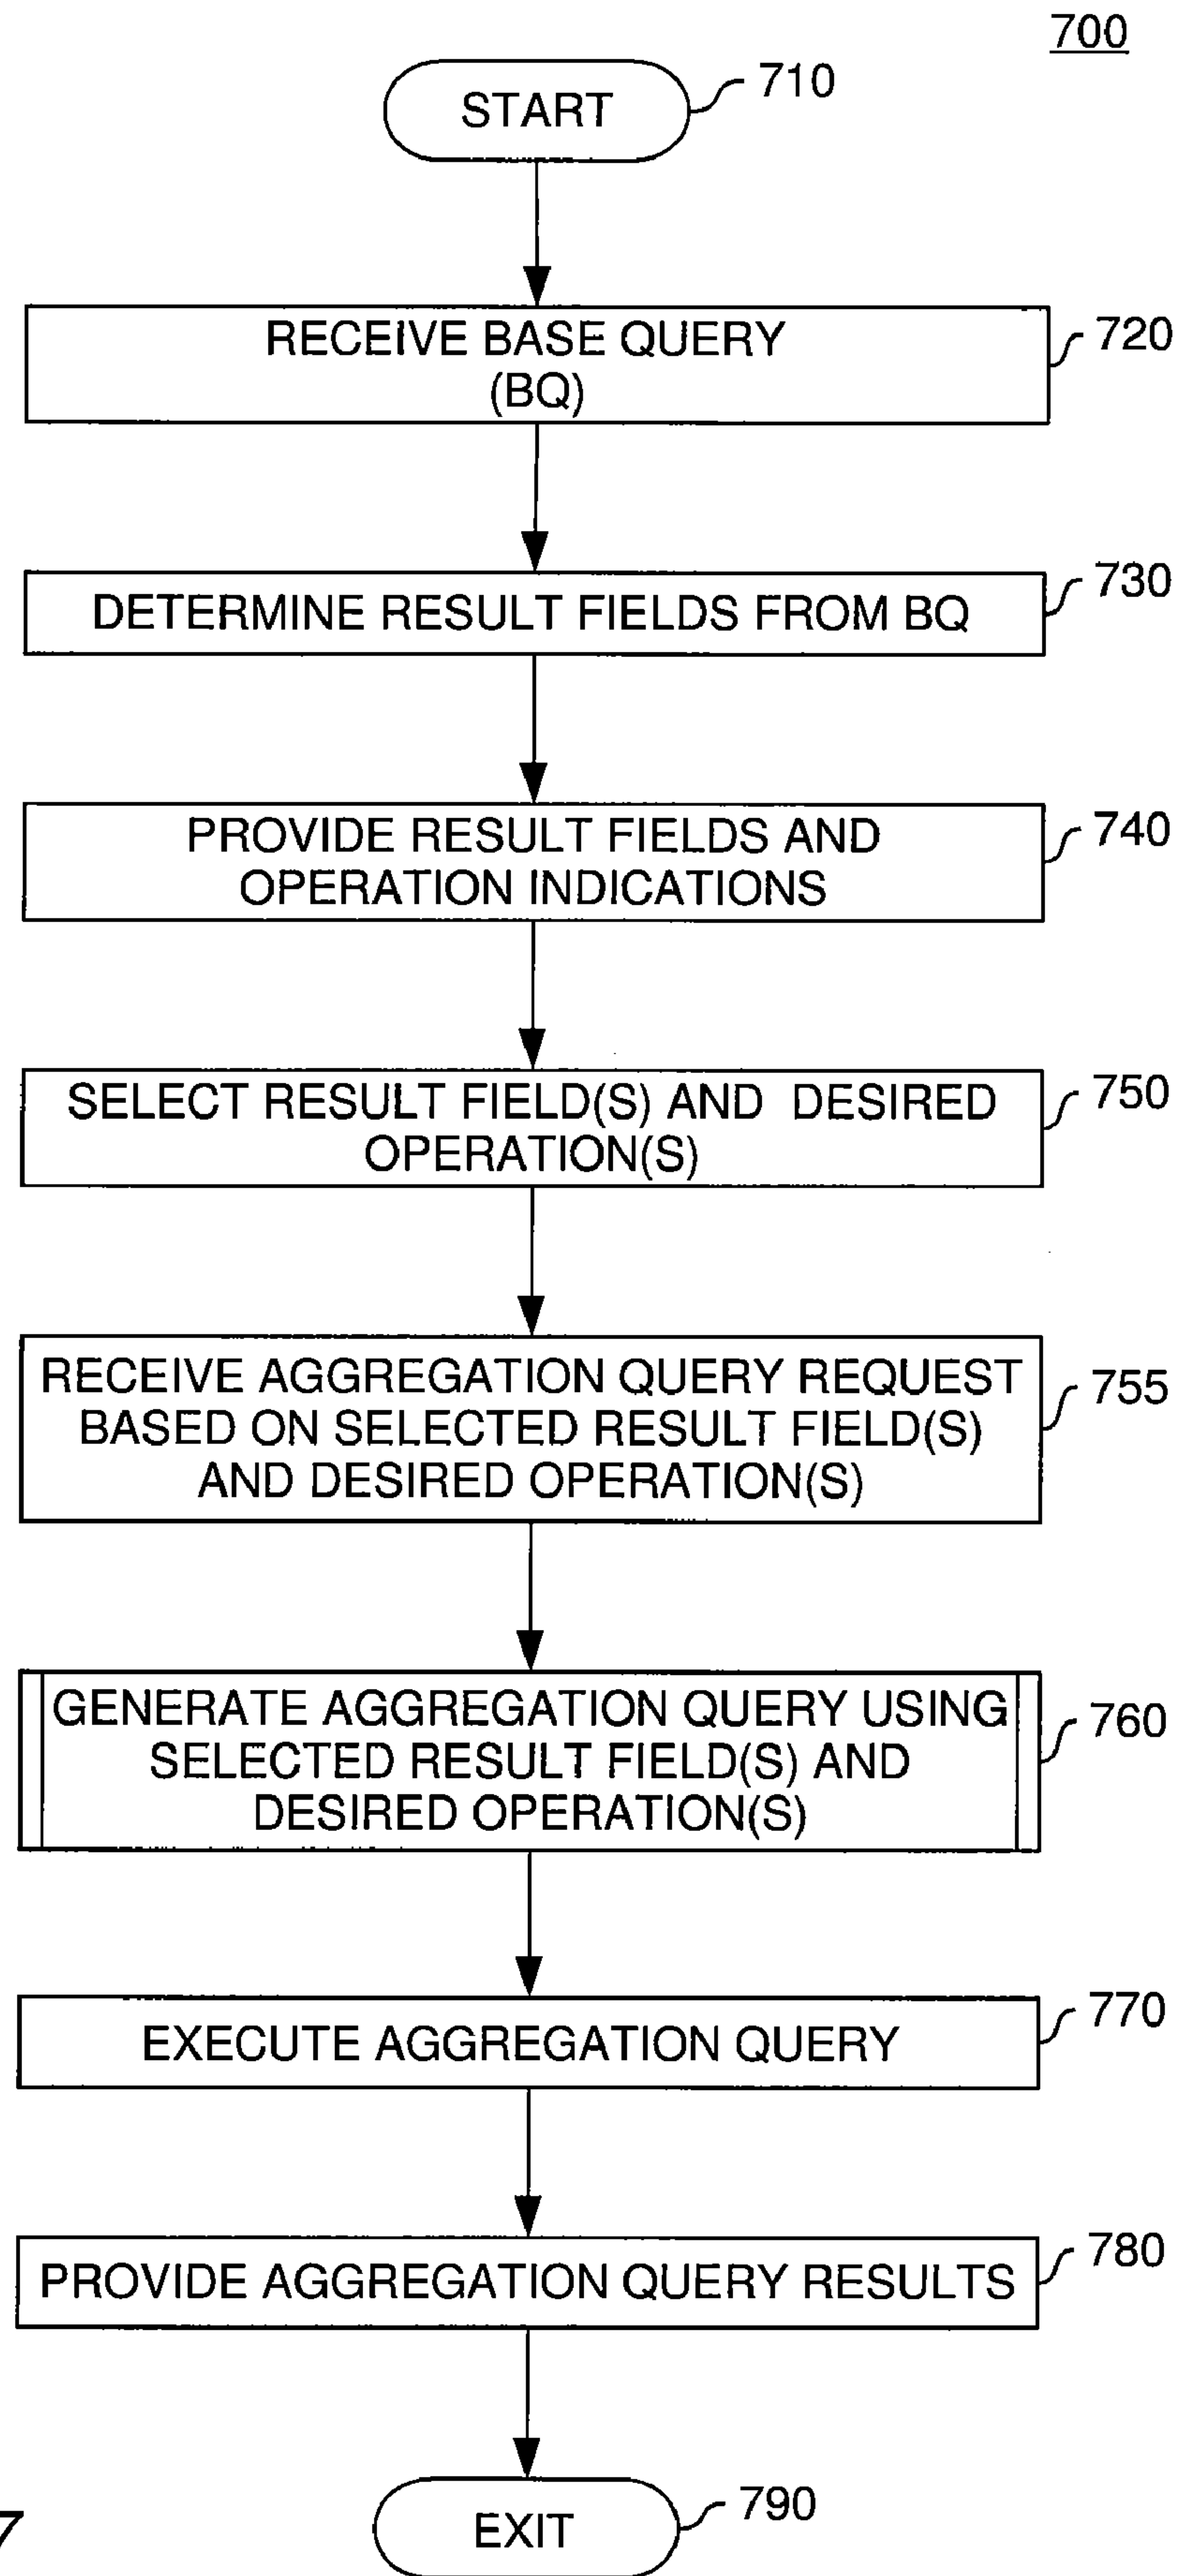 700
START
710
RECEIVE BASE QUERY
(BQ)
720
DETERMINE RESULT FIELDS FROM BQ
730
PROVIDE RESULT FIELDS AND
OPERATION INDICATIONS
740
SELECT RESULT FIELD(S) AND DESIRED
OPERATION(S)
750
RECEIVE AGGREGATION QUERY REQUEST
BASED ON SELECTED RESULT FIELD(S)
AND DESIRED OPERATION(S)
755
GENERATE AGGREGATION QUERY USING
SELECTED RESULT FIELD(S) AND
DESIRED OPERATION(S)
760
EXECUTE AGGREGATION QUERY
770
PROVIDE AGGREGATION QUERY RESULTS
780
EXIT
790
7